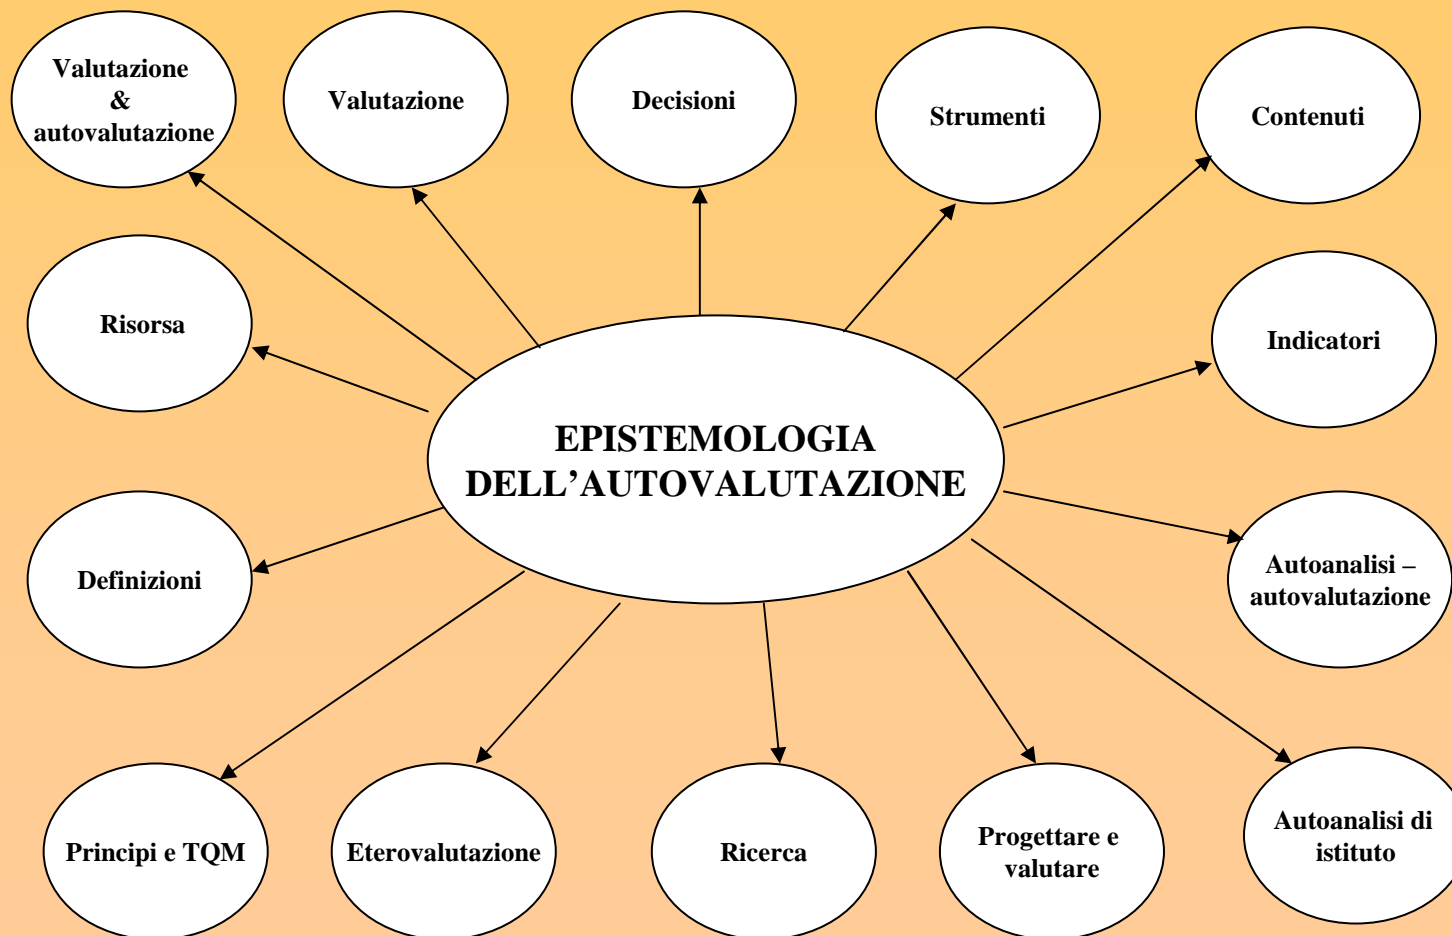 Valutazione
&
autovalutazione
Valutazione
Decisioni
Strumenti
Contenuti
Risorsa
Indicatori
EPISTEMOLOGIA
DELL’AUTOVALUTAZIONE
Definizioni
Autoanalisi –
autovalutazione
Principi e TQM
Eterovalutazione
Ricerca
Progettare e
valutare
Autoanalisi di
istituto